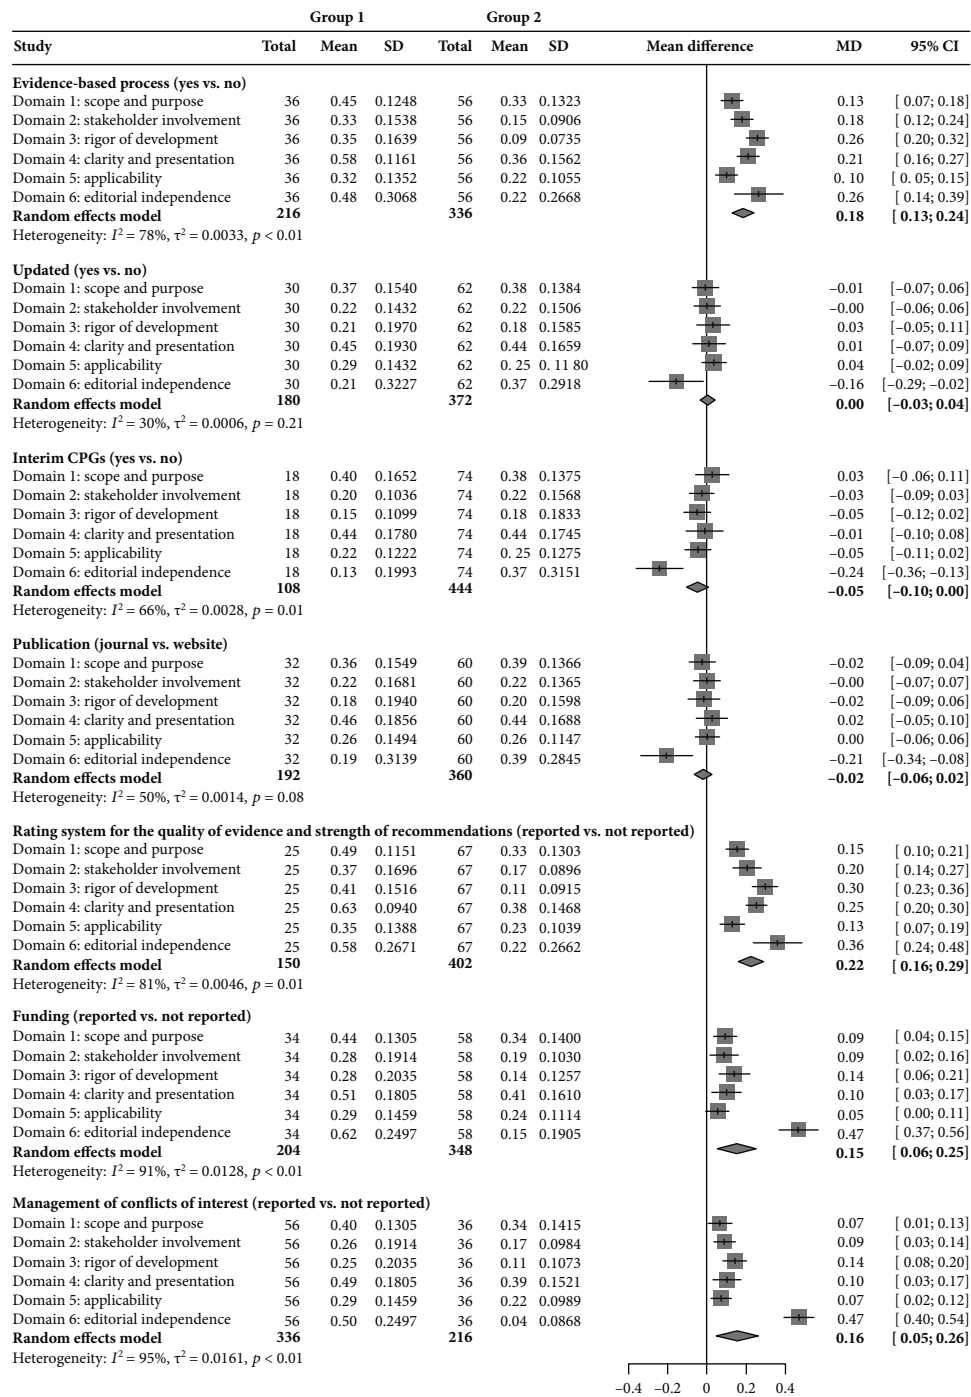 Group 1 Group 2
Study Total Mean SD Total Mean SD Mean difference MD 95% CI
Evidence-based process (yes vs. no)
Domain 1: scope and purpose 36 0.45 0.1248 56 0.33 0.1323 0.13 [ 0.07; 0.18]
Domain 2: stakeholder involvement 36 0.33 0.1538 56 0.15 0.0906 0.18 [ 0.12; 0.24]
Domain 3: rigor of development 36 0.35 0.1639 56 0.09 0.0735 0.26 [ 0.20; 0.32]
Domain 4: clarity and presentation 36 0.58 0.1161 56 0.36 0.1562 0.21 [ 0.16; 0.27]
Domain 5: applicability 36 0.32 0.1352 56 0.22 0.1055 0. 10 [ 0.05; 0.15]
Domain 6: editorial independence 36 0.48 0.3068 56 0.22 0.2668 0.26 [ 0.14; 0.39]
Random effects model 216 336 0.18 [ 0.13; 0.24]
Heterogeneity: I² = 78%, τ² = 0.0033, p < 0.01
Updated (yes vs. no)
Domain 1: scope and purpose 30 0.37 0.1540 62 0.38 0.1384 –0.01 [–0.07; 0.06]
Domain 2: stakeholder involvement 30 0.22 0.1432 62 0.22 0.1506 –0.00 [–0.06; 0.06]
Domain 3: rigor of development 30 0.21 0.1970 62 0.18 0.1585 0.03 [–0.05; 0.11]
Domain 4: clarity and presentation 30 0.45 0.1930 62 0.44 0.1659 0.01 [–0.07; 0.09]
Domain 5: applicability 30 0.29 0.1432 62 0. 25 0. 11 80 0.04 [–0.02; 0.09]
Domain 6: editorial independence 30 0.21 0.3227 62 0.37 0.2918 –0.16 [–0.29; –0.02]
Random effects model 180 372 0.00 [–0.03; 0.04]
Heterogeneity: I² = 30%, τ² = 0.0006, p = 0.21
Interim CPGs (yes vs. no)
Domain 1: scope and purpose 18 0.40 0.1652 74 0.38 0.1375 0.03 [–0 .06; 0.11]
Domain 2: stakeholder involvement 18 0.20 0.1036 74 0.22 0.1568 –0.03 [–0.09; 0.03]
Domain 3: rigor of development 18 0.15 0.1099 74 0.18 0.1833 –0.05 [–0.12; 0.02]
Domain 4: clarity and presentation 18 0.44 0.1780 74 0.44 0.1745 –0.01 [–0.10; 0.08]
Domain 5: applicability 18 0.22 0.1222 74 0. 25 0.1275 –0.05 [–0.11; 0.02]
Domain 6: editorial independence 18 0.13 0.1993 74 0.37 0.3151 –0.24 [–0.36; –0.13]
Random effects model 108 444 –0.05 [–0.10; 0.00]
Heterogeneity: I² = 66%, τ² = 0.0028, p = 0.01
Publication (journal vs. website)
Domain 1: scope and purpose 32 0.36 0.1549 60 0.39 0.1366 –0.02 [–0.09; 0.04]
Domain 2: stakeholder involvement 32 0.22 0.1681 60 0.22 0.1365 –0.00 [–0.07; 0.07]
Domain 3: rigor of development 32 0.18 0.1940 60 0.20 0.1598 –0.02 [–0.09; 0.06]
Domain 4: clarity and presentation 32 0.46 0.1856 60 0.44 0.1688 0.02 [–0.05; 0.10]
Domain 5: applicability 32 0.26 0.1494 60 0.26 0.1147 0.00 [–0.06; 0.06]
Domain 6: editorial independence 32 0.19 0.3139 60 0.39 0.2845 –0.21 [–0.34; –0.08]
Random effects model 192 360 –0.02 [–0.06; 0.02]
Heterogeneity: I² = 50%, τ² = 0.0014, p = 0.08
Rating system for the quality of evidence and strength of recommendations (reported vs. not reported)
Domain 1: scope and purpose 25 0.49 0.1151 67 0.33 0.1303 0.15 [ 0.10; 0.21]
Domain 2: stakeholder involvement 25 0.37 0.1696 67 0.17 0.0896 0.20 [ 0.14; 0.27]
Domain 3: rigor of development 25 0.41 0.1516 67 0.11 0.0915 0.30 [ 0.23; 0.36]
Domain 4: clarity and presentation 25 0.63 0.0940 67 0.38 0.1468 0.25 [ 0.20; 0.30]
Domain 5: applicability 25 0.35 0.1388 67 0.23 0.1039 0.13 [ 0.07; 0.19]
Domain 6: editorial independence 25 0.58 0.2671 67 0.22 0.2662 0.36 [ 0.24; 0.48]
Random effects model 150 402 0.22 [ 0.16; 0.29]
Heterogeneity: I² = 81%, τ² = 0.0046, p = 0.01
Funding (reported vs. not reported)
Domain 1: scope and purpose 34 0.44 0.1305 58 0.34 0.1400 0.09 [ 0.04; 0.15]
Domain 2: stakeholder involvement 34 0.28 0.1914 58 0.19 0.1030 0.09 [ 0.02; 0.16]
Domain 3: rigor of development 34 0.28 0.2035 58 0.14 0.1257 0.14 [ 0.06; 0.21]
Domain 4: clarity and presentation 34 0.51 0.1805 58 0.41 0.1610 0.10 [ 0.03; 0.17]
Domain 5: applicability 34 0.29 0.1459 58 0.24 0.1114 0.05 [ 0.00; 0.11]
Domain 6: editorial independence 34 0.62 0.2497 58 0.15 0.1905 0.47 [ 0.37; 0.56]
Random effects model 204 348 0.15 [ 0.06; 0.25]
Heterogeneity: I² = 91%, τ² = 0.0128, p < 0.01
Management of conflicts of interest (reported vs. not reported)
Domain 1: scope and purpose 56 0.40 0.1305 36 0.34 0.1415 0.07 [ 0.01; 0.13]
Domain 2: stakeholder involvement 56 0.26 0.1914 36 0.17 0.0984 0.09 [ 0.03; 0.14]
Domain 3: rigor of development 56 0.25 0.2035 36 0.11 0.1073 0.14 [ 0.08; 0.20]
Domain 4: clarity and presentation 56 0.49 0.1805 36 0.39 0.1521 0.10 [ 0.03; 0.17]
Domain 5: applicability 56 0.29 0.1459 36 0.22 0.0989 0.07 [ 0.02; 0.12]
Domain 6: editorial independence 56 0.50 0.2497 36 0.04 0.0868 0.47 [ 0.40; 0.54]
Random effects model 336 216 0.16 [ 0.05; 0.26]
Heterogeneity: I² = 95%, τ² = 0.0161, p < 0.01
–0.4 –0.2 0 0.2 0.4